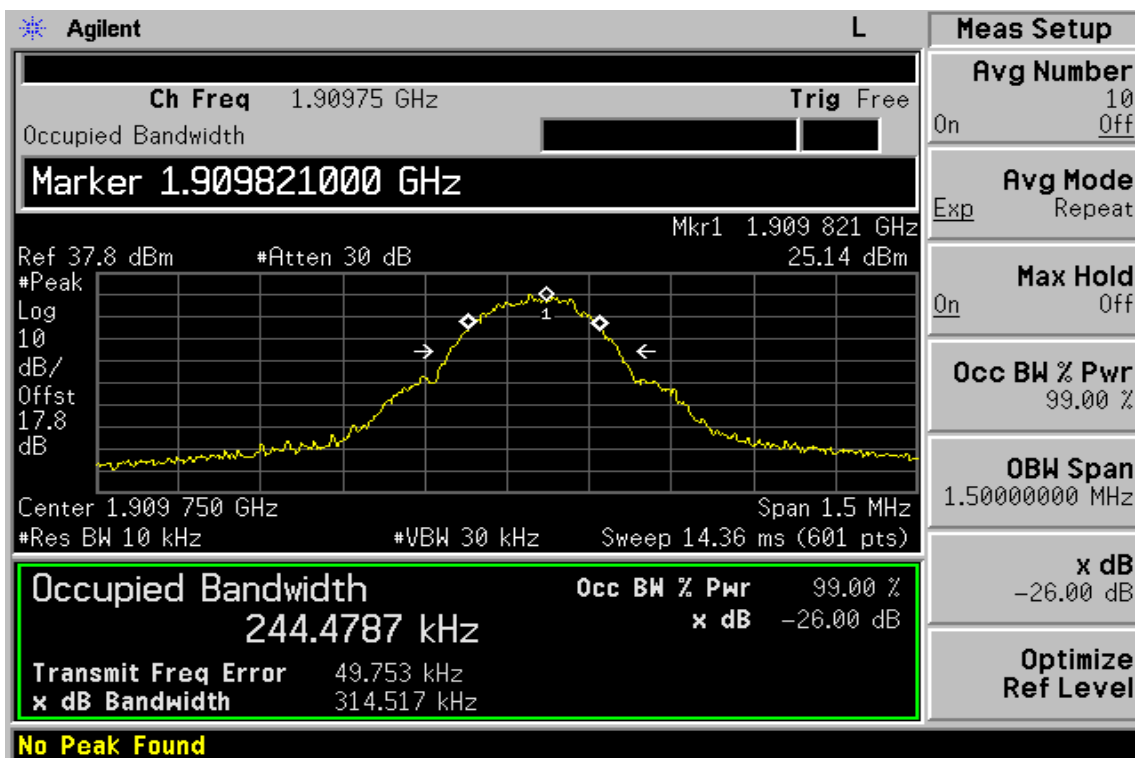 Agilent
L
Ch Freq 1.90975 GHz
Trig Free
Occupied Bandwidth
Marker 1.909821000 GHz
Mkr1 1.909 821 GHz
Ref 37.8 dBm #Atten 30 dB 25.14 dBm
#Peak
Log
10
dB/
Offst
17.8
dB
1
Center 1.909 750 GHz Span 1.5 MHz
#Res BW 10 kHz #VBW 30 kHz Sweep 14.36 ms (601 pts)
Occupied Bandwidth
244.4787 kHz
Occ BW % Pwr 99.00 %
x dB -26.00 dB
Transmit Freq Error 49.753 kHz
x dB Bandwidth 314.517 kHz
No Peak Found
Meas Setup
Avg Number
10
On Off
Avg Mode
Exp Repeat
Max Hold
On Off
Occ BW % Pwr
99.00 %
OBW Span
1.50000000 MHz
x dB
-26.00 dB
Optimize
Ref Level